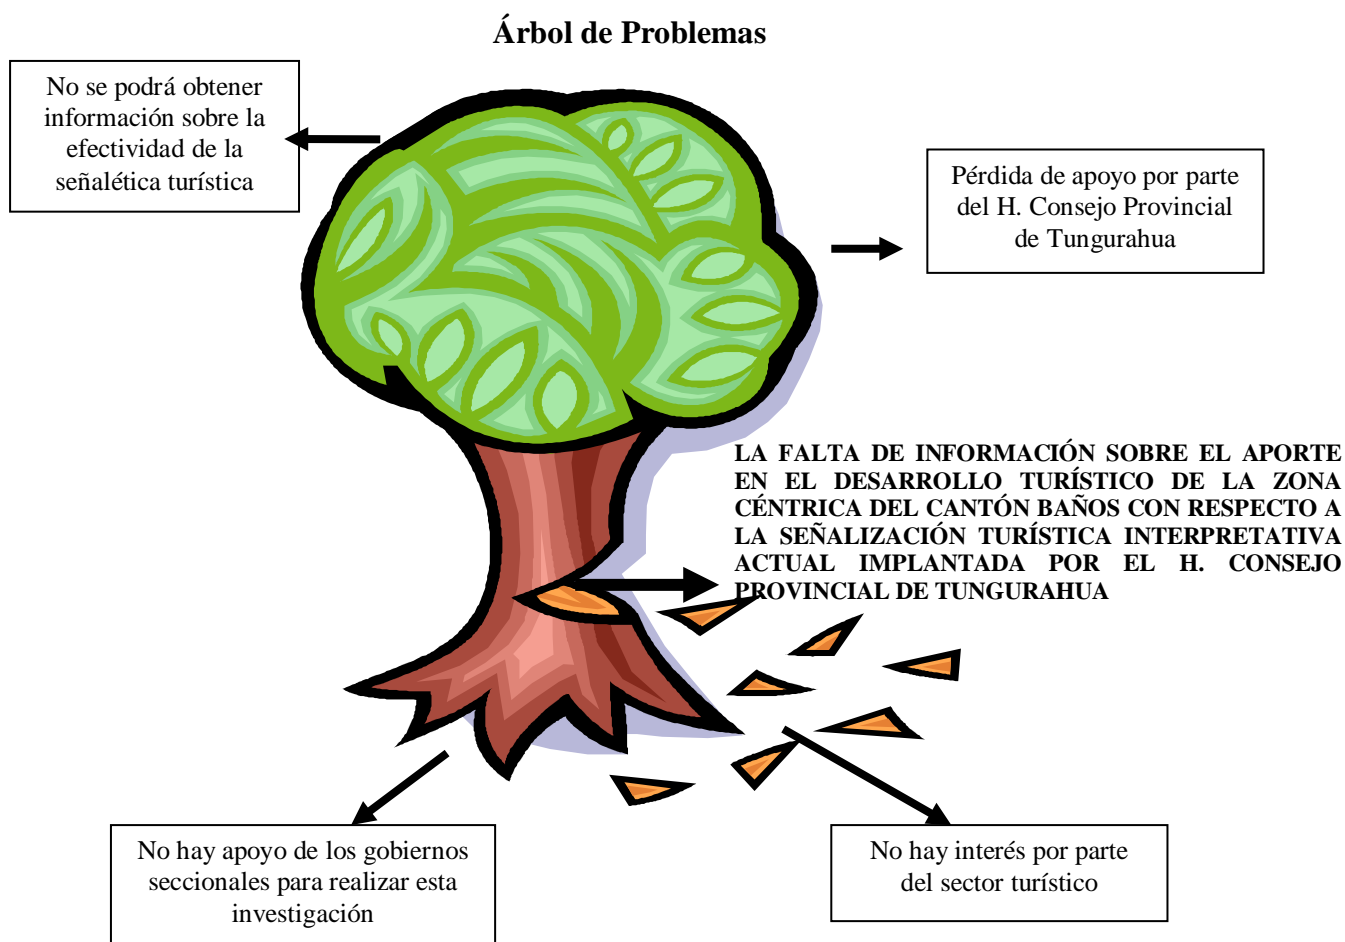 Árbol de Problemas
No se podrá obtener
información sobre la
efectividad de la
señalética turística
Pérdida de apoyo por parte
del H. Consejo Provincial
de Tungurahua
LA FALTA DE INFORMACIÓN SOBRE EL APORTE
EN EL DESARROLLO TURÍSTICO DE LA ZONA
CÉNTRICA DEL CANTÓN BAÑOS CON RESPECTO A
LA SEÑALIZACIÓN TURÍSTICA INTERPRETATIVA
ACTUAL IMPLANTADA POR EL H. CONSEJO
PROVINCIAL DE TUNGURAHUA
No hay apoyo de los gobiernos
seccionales para realizar esta
investigación
No hay interés por parte
del sector turístico